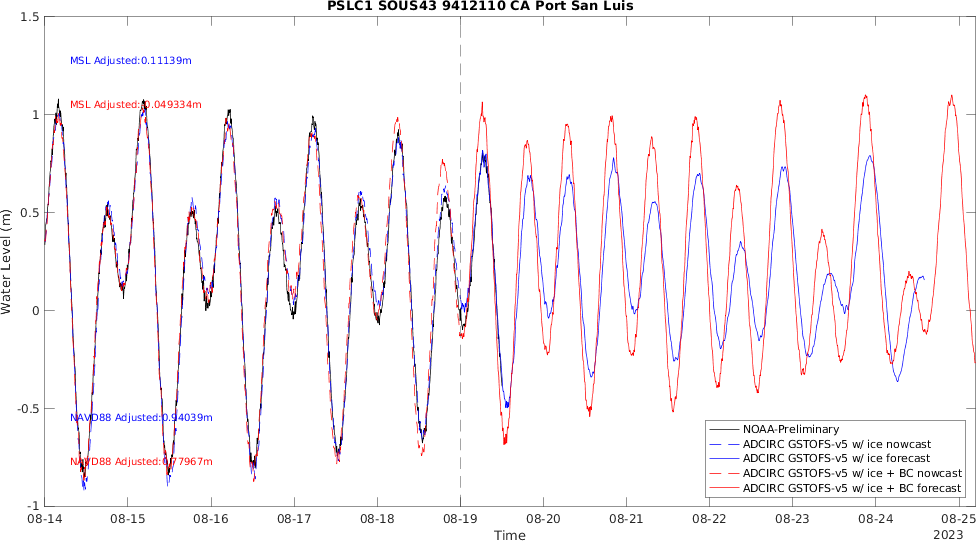 PSLC1 SOUS43 9412110 CA Port San Luis
1.5
1
0.5
0
-0.5
-1
Water Level (m)
MSL Adjusted:0.11139m
MSL Adjusted:-0.049334m
NAVD88 Adjusted:0.94039m
NAVD88 Adjusted:0.77967m
NOAA-Preliminary
ADCIRC GSTOFS-v5 w/ ice nowcast
ADCIRC GSTOFS-v5 w/ ice forecast
ADCIRC GSTOFS-v5 w/ ice + BC nowcast
ADCIRC GSTOFS-v5 w/ ice + BC forecast
08-14 08-15 08-16 08-17 08-18 08-19 08-20 08-21 08-22 08-23 08-24 08-25
Time
2023